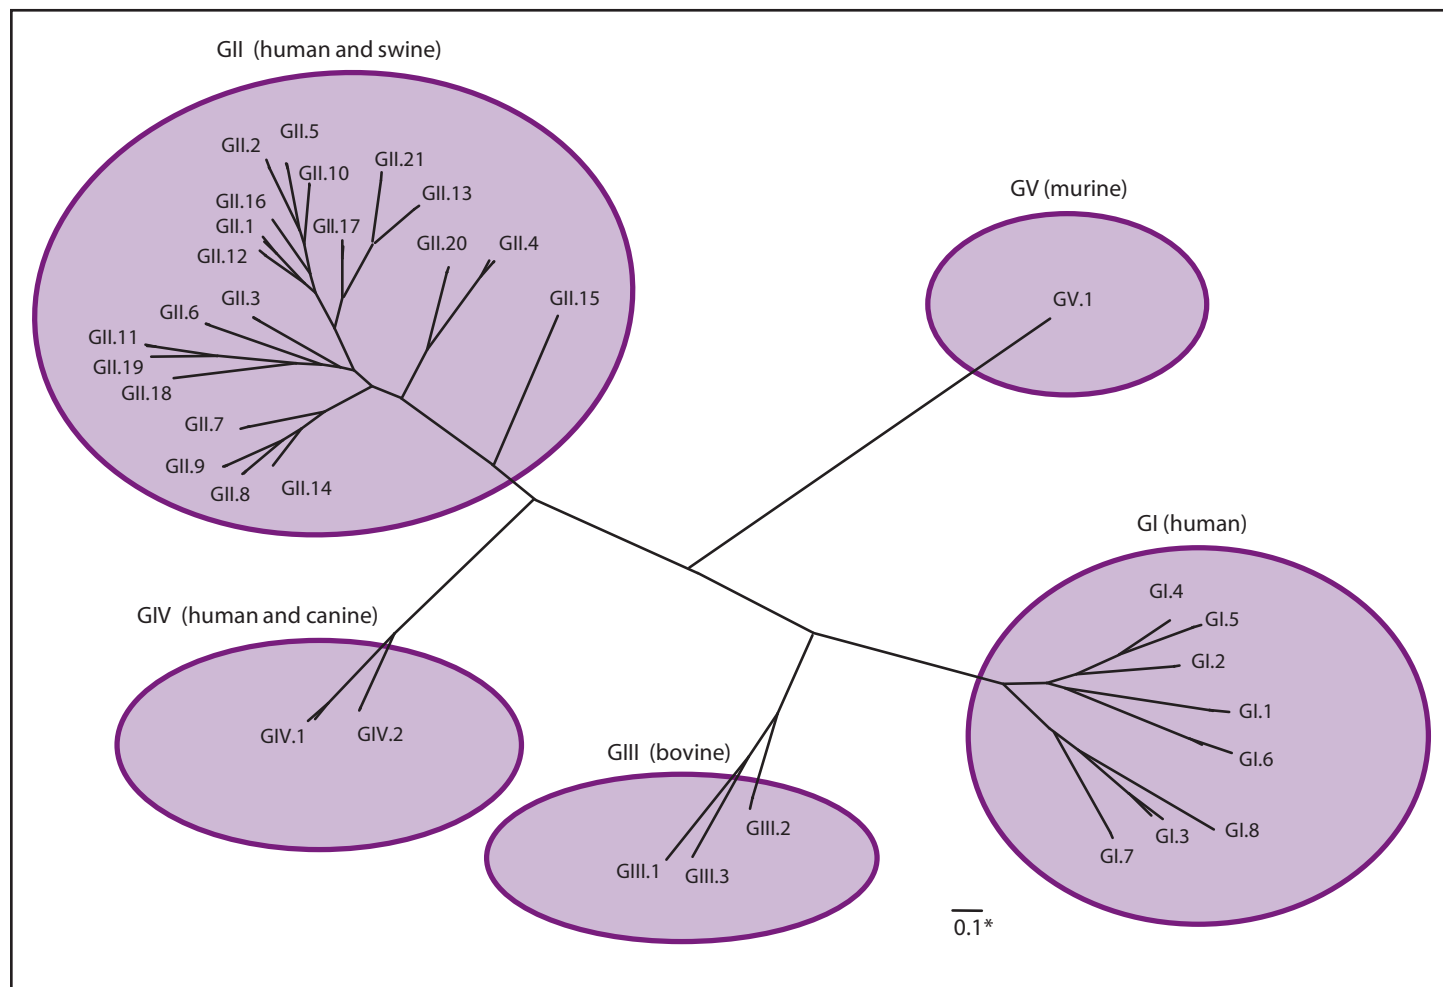 GII (human and swine)
GII.5
GII.2
GII.21
GII.10
GII.13
GII.16
GII.1
GII.17
GII.12
GII.20
GII.4
GII.3
GII.15
GII.6
GII.11
GII.19
GII.18
GII.7
GII.9
GII.8
GII.14
GV (murine)
GV.1
GI (human)
GI.4
GI.5
GI.2
GI.1
GI.6
GI.8
GI.3
GI.7
GIV (human and canine)
GIV.1
GIV.2
GIII (bovine)
GIII.2
GIII.1
GIII.3
0.1*